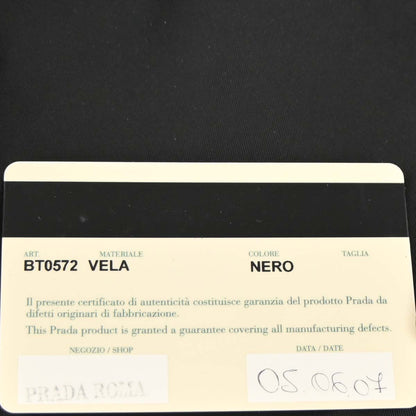 ART. MATERIALE COLORE TAGLIA
BT0572 VELA NERO
Il presente certificato di autenticità costituisce garanzia del prodotto Prada da
difetti originari di fabbricazione.
This Prada product is granted a guarantee covering all manufacturing defects.
NEGOZIO / SHOP DATA / DATE
PRADA ROMA 05.06.07